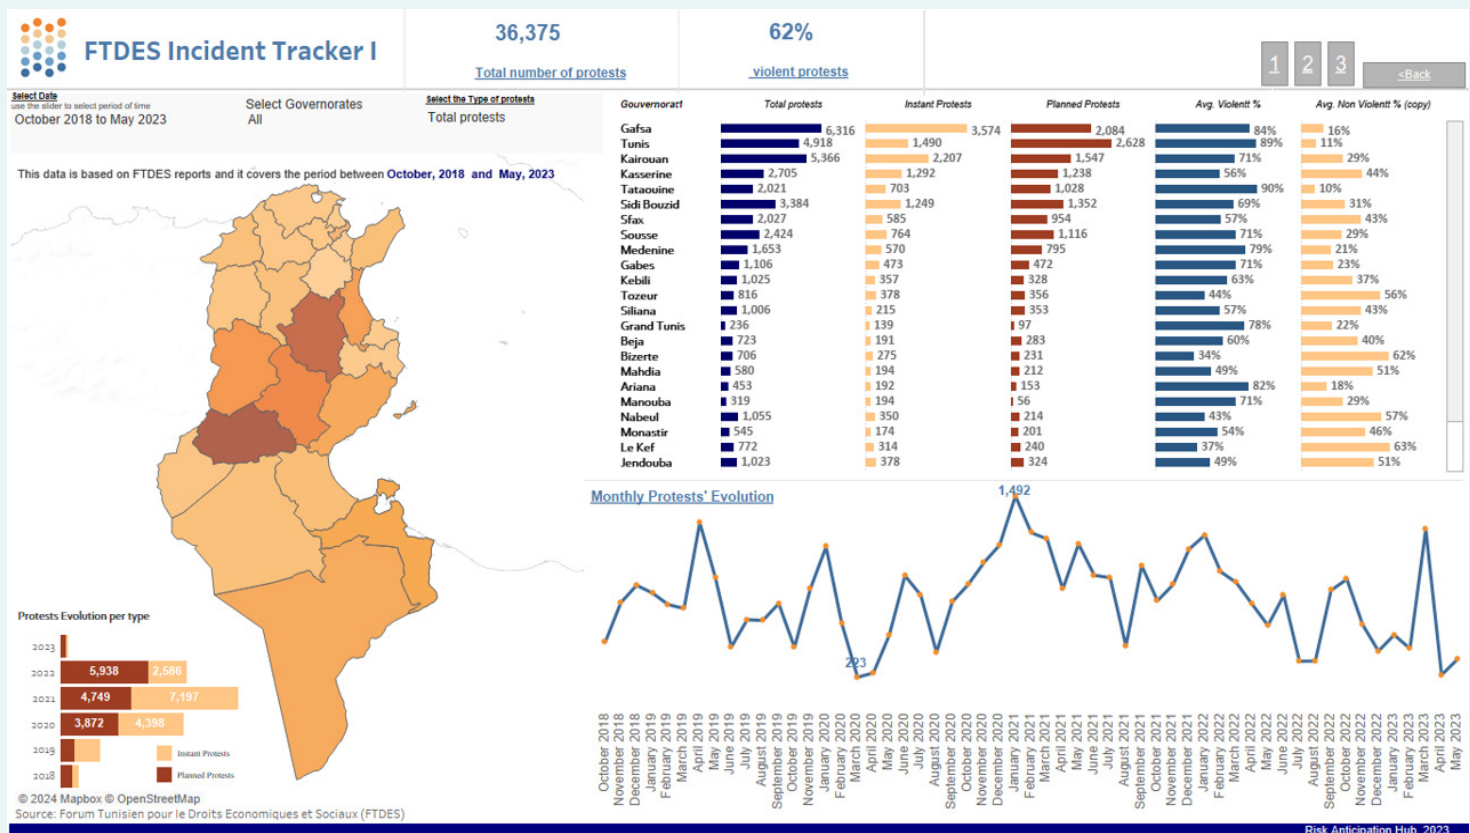 FTDES Incident Tracker I
36,375
Total number of protests
62%
violent protests
1 2 3 <Back
Select Date
use the slider to select period of time
October 2018 to May 2023
Select Governorates
All
Select the Type of protests
Total protests
This data is based on FTDES reports and it covers the period between October, 2018 and May, 2023
Gouvernorat Total protests Instant Protests Planned Protests Avg. Violentt % Avg. Non Violentt % (copy)
Gafsa 6,316 3,574 2,084 84% 16%
Tunis 4,918 1,490 2,628 89% 11%
Kairouan 5,366 2,207 1,547 71% 29%
Kasserine 2,705 1,292 1,238 56% 44%
Tataouine 2,021 703 1,028 90% 10%
Sidi Bouzid 3,384 1,249 1,352 69% 31%
Sfax 2,027 585 954 57% 43%
Sousse 2,424 764 1,116 71% 29%
Medenine 1,653 570 795 79% 21%
Gabes 1,106 473 472 71% 23%
Kebili 1,025 357 328 63% 37%
Tozeur 816 378 356 44% 56%
Siliana 1,006 215 353 57% 43%
Grand Tunis 236 139 97 78% 22%
Beja 723 191 283 60% 40%
Bizerte 706 275 231 34% 62%
Mahdia 580 194 212 49% 51%
Ariana 453 192 153 82% 18%
Manouba 319 194 56 71% 29%
Nabeul 1,055 350 214 43% 57%
Monastir 545 174 201 54% 46%
Le Kef 772 314 240 37% 63%
Jendouba 1,023 378 324 49% 51%
Monthly Protests' Evolution
1,492
223
October 2018
November 2018
December 2018
January 2019
February 2019
March 2019
April 2019
May 2019
June 2019
July 2019
August 2019
September 2019
October 2019
November 2019
January 2020
February 2020
March 2020
April 2020
May 2020
June 2020
July 2020
August 2020
September 2020
October 2020
November 2020
December 2020
January 2021
February 2021
March 2021
April 2021
May 2021
June 2021
July 2021
August 2021
September 2021
October 2021
November 2021
December 2021
January 2022
February 2022
March 2022
April 2022
May 2022
June 2022
July 2022
August 2022
September 2022
October 2022
November 2022
December 2022
January 2023
February 2023
March 2023
April 2023
May 2023
Protests Evolution per type
2023
2022 5,938 2,586
2021 4,749 7,197
2020 3,872 4,398
2019
2018
Instant Protests
Planned Protests
© 2024 Mapbox © OpenStreetMap
Source: Forum Tunisien pour le Droits Economiques et Sociaux (FTDES)
Risk Anticipation Hub, 2023